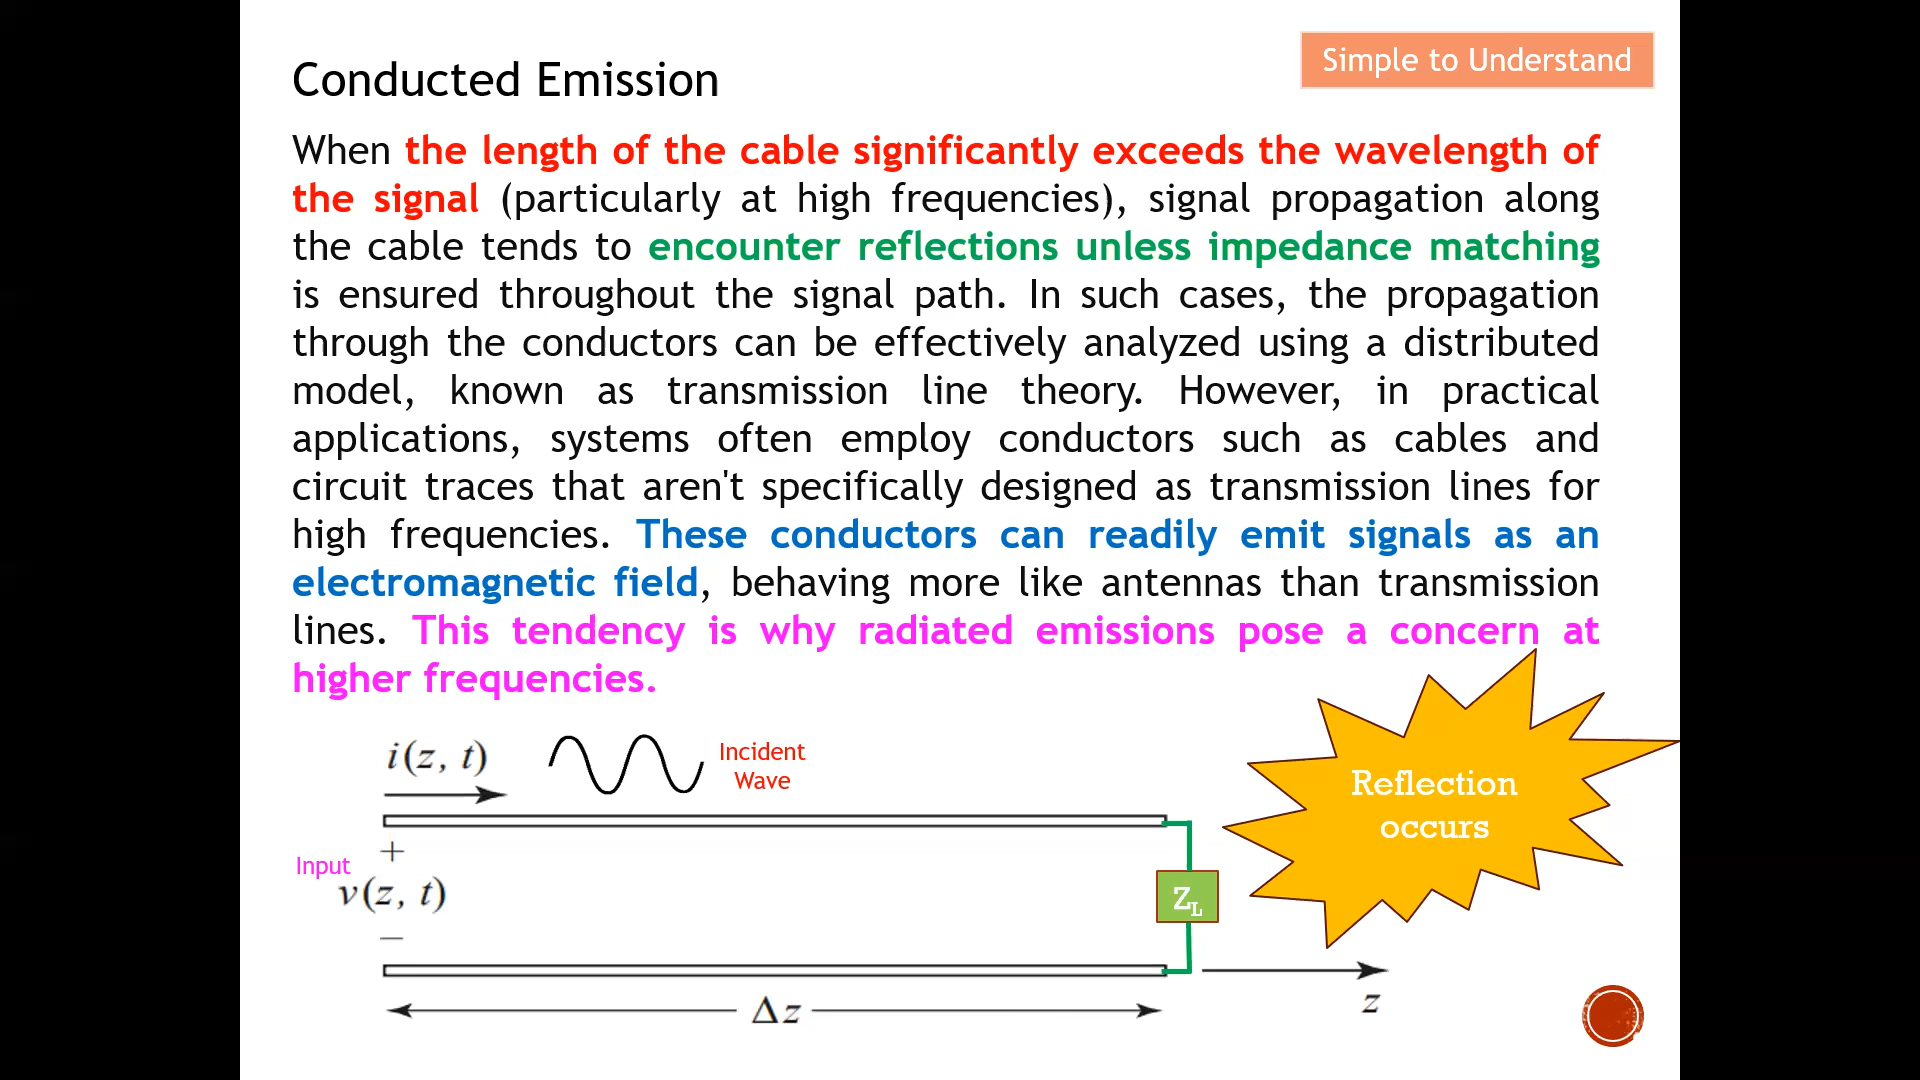 Simple to Understand
Conducted Emission
When the length of the cable significantly exceeds the wavelength of
the signal (particularly at high frequencies), signal propagation along
the cable tends to encounter reflections unless impedance matching
is ensured throughout the signal path. In such cases, the propagation
through the conductors can be effectively analyzed using a distributed
model, known as transmission line theory. However, in practical
applications, systems often employ conductors such as cables and
circuit traces that aren't specifically designed as transmission lines for
high frequencies. These conductors can readily emit signals as an
electromagnetic field, behaving more like antennas than transmission
lines. This tendency is why radiated emissions pose a concern at
higher frequencies.
i(z, t)
Incident
Wave
Reflection
occurs
+
Input
v(z, t)
−
Z_L
Δz
z